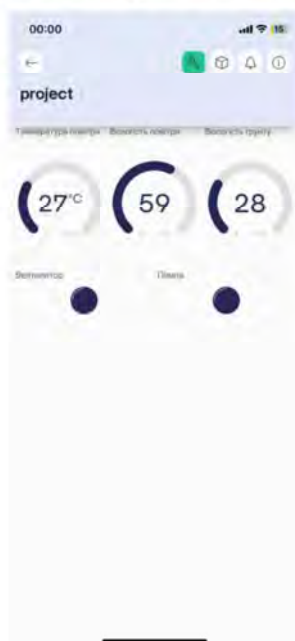 00:00
15
project
Температура повітря Вологість повітря Вологість ґрунту
27°C 59 28
Вентилятор Помпа